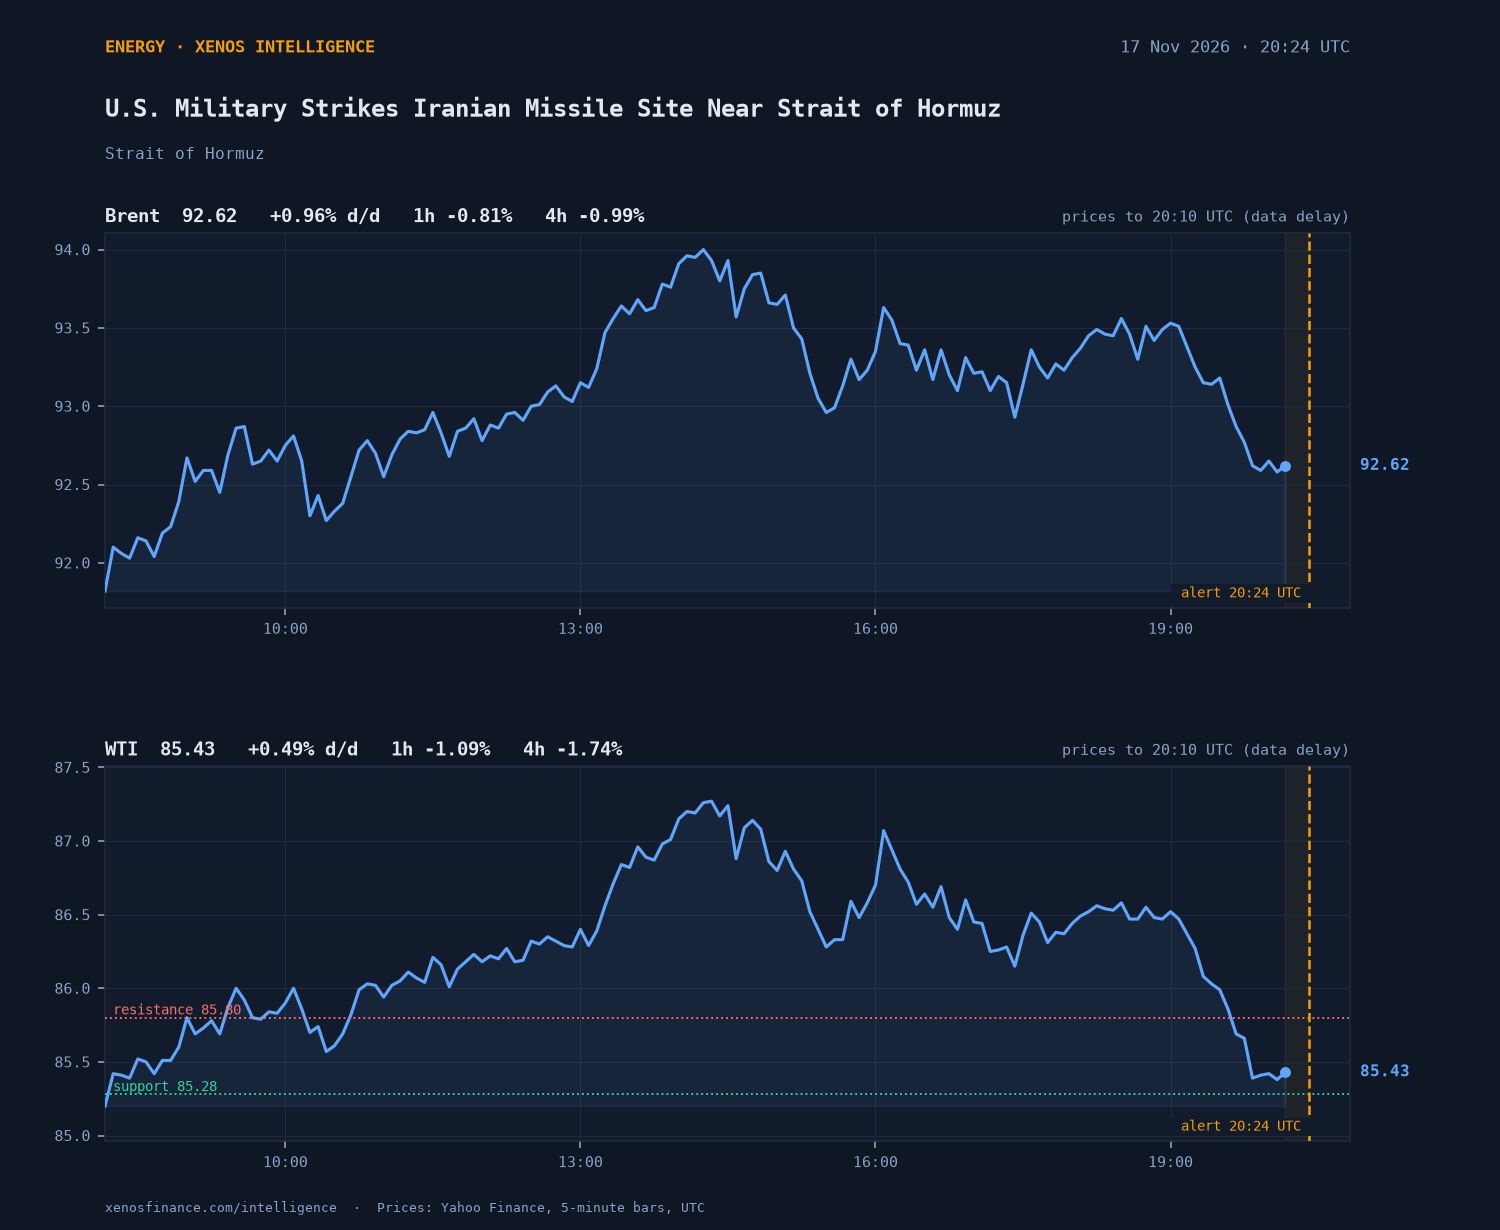 ENERGY · XENOS INTELLIGENCE
17 Nov 2026 · 20:24 UTC
U.S. Military Strikes Iranian Missile Site Near Strait of Hormuz
Strait of Hormuz
Brent 92.62 +0.96% d/d 1h -0.81% 4h -0.99%
prices to 20:10 UTC (data delay)
94.0
93.5
93.0
92.5
92.0
92.62
alert 20:24 UTC
10:00 13:00 16:00 19:00
WTI 85.43 +0.49% d/d 1h -1.09% 4h -1.74%
prices to 20:10 UTC (data delay)
87.5
87.0
86.5
86.0
resistance 85.80
85.5
85.43
support 85.28
alert 20:24 UTC
85.0
10:00 13:00 16:00 19:00
xenosfinance.com/intelligence · Prices: Yahoo Finance, 5-minute bars, UTC